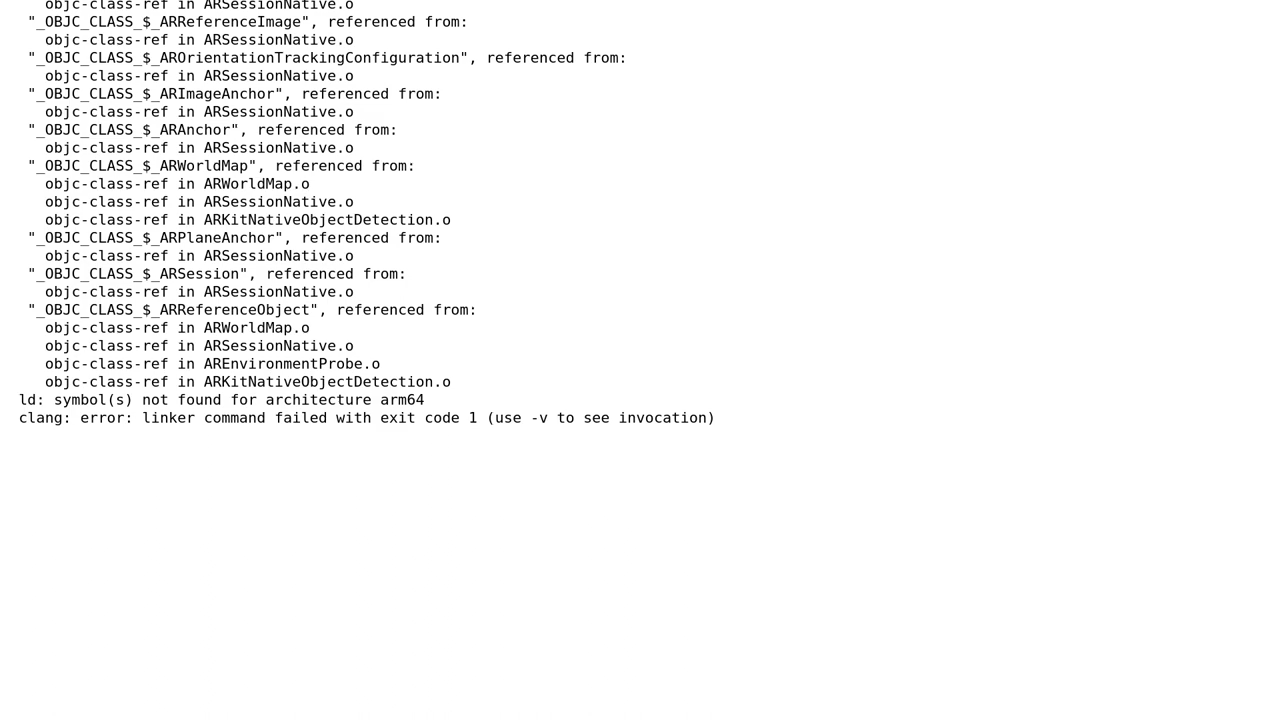 objc-class-ref in ARSessionNative.o
"_OBJC_CLASS_$_ARReferenceImage", referenced from:
objc-class-ref in ARSessionNative.o
"_OBJC_CLASS_$_AROrientationTrackingConfiguration", referenced from:
objc-class-ref in ARSessionNative.o
"_OBJC_CLASS_$_ARImageAnchor", referenced from:
objc-class-ref in ARSessionNative.o
"_OBJC_CLASS_$_ARAnchor", referenced from:
objc-class-ref in ARSessionNative.o
"_OBJC_CLASS_$_ARWorldMap", referenced from:
objc-class-ref in ARWorldMap.o
objc-class-ref in ARSessionNative.o
objc-class-ref in ARKitNativeObjectDetection.o
"_OBJC_CLASS_$_ARPlaneAnchor", referenced from:
objc-class-ref in ARSessionNative.o
"_OBJC_CLASS_$_ARSession", referenced from:
objc-class-ref in ARSessionNative.o
"_OBJC_CLASS_$_ARReferenceObject", referenced from:
objc-class-ref in ARWorldMap.o
objc-class-ref in ARSessionNative.o
objc-class-ref in AREnvironmentProbe.o
objc-class-ref in ARKitNativeObjectDetection.o
ld: symbol(s) not found for architecture arm64
clang: error: linker command failed with exit code 1 (use -v to see invocation)